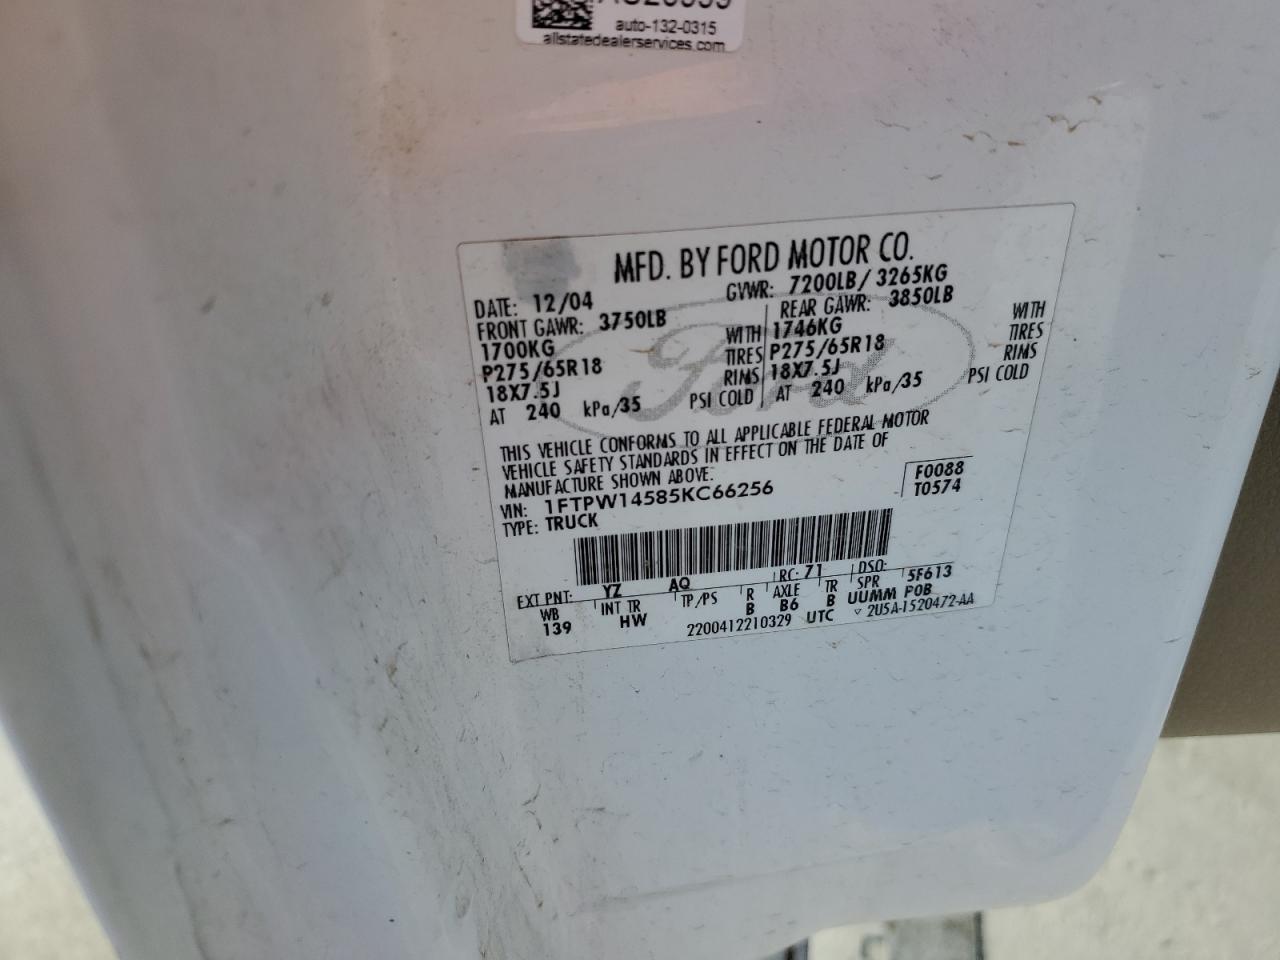 auto-132-0315
allstatedealerservices.com
MFD. BY FORD MOTOR CO.
DATE: 12/04 GVWR: 7200LB/ 3265KG
FRONT GAWR: 3750LB REAR GAWR: 3850LB
1700KG WITH 1746KG WITH
P275/65R18 TIRES P275/65R18 TIRES
18X7.5J RIMS 18X7.5J RIMS
AT 240 kPa/35 PSI COLD AT 240 kPa/35 PSI COLD
Ford
THIS VEHICLE CONFORMS TO ALL APPLICABLE FEDERAL MOTOR
VEHICLE SAFETY STANDARDS IN EFFECT ON THE DATE OF
MANUFACTURE SHOWN ABOVE.
VIN: 1FTPW14585KC66256 F0088
TYPE: TRUCK T0574
EXT PNT: YZ AQ RC: 71 DSO:
WB INT TR TP/PS R AXLE TR SPR 5F613
139 HW B B6 B UUMM POB
2200412210329 UTC ▽ 2U5A-1520472-AA